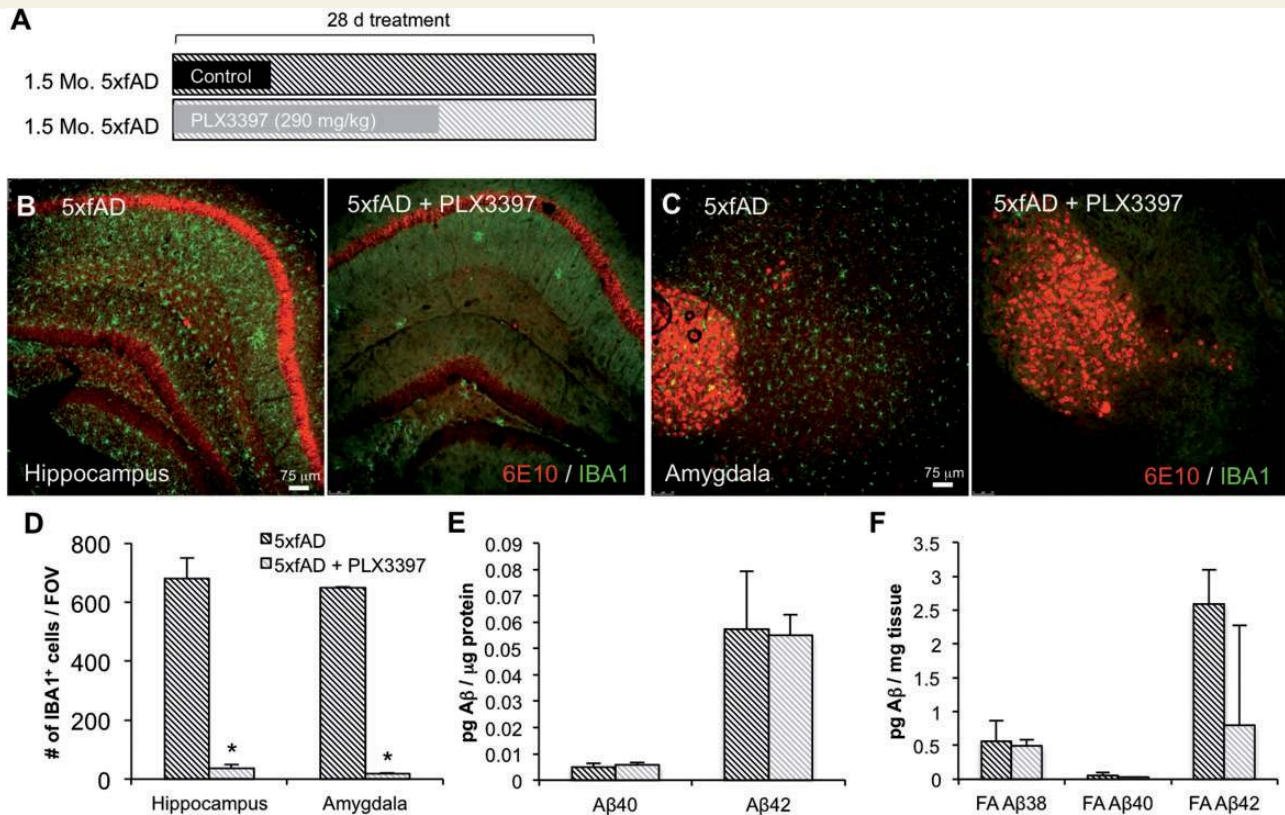 A
28 d treatment
1.5 Mo. 5xfAD
Control
1.5 Mo. 5xfAD
PLX3397 (290 mg/kg)
B
5xfAD
Hippocampus
75 μm
5xfAD + PLX3397
6E10 / IBA1
C
5xfAD
Amygdala
75 μm
5xfAD + PLX3397
6E10 / IBA1
D
# of IBA1⁺ cells / FOV
800
600
400
200
0
5xfAD
5xfAD + PLX3397
*
*
Hippocampus
Amygdala
E
pg Aβ / μg protein
0.09
0.08
0.07
0.06
0.05
0.04
0.03
0.02
0.01
0
Aβ40
Aβ42
F
pg Aβ / mg tissue
3.5
3
2.5
2
1.5
1
0.5
0
FA Aβ38
FA Aβ40
FA Aβ42